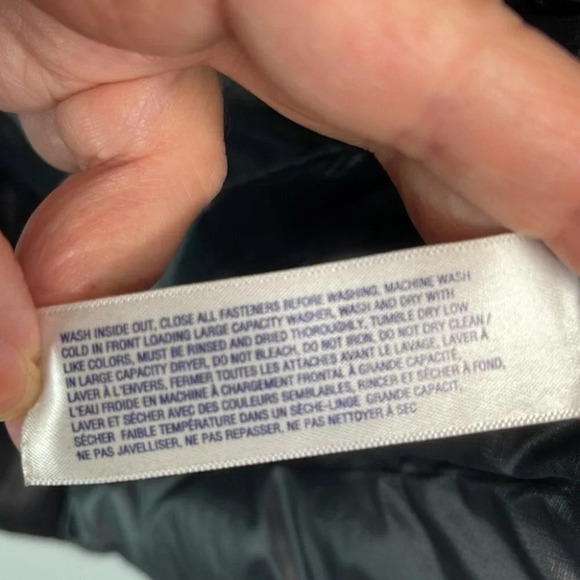 WASH INSIDE OUT, CLOSE ALL FASTENERS BEFORE WASHING, MACHINE WASH
COLD IN FRONT LOADING LARGE CAPACITY WASHER, WASH AND DRY WITH
LIKE COLORS, MUST BE RINSED AND DRIED THOROUGHLY, TUMBLE DRY LOW
IN LARGE CAPACITY DRYER, DO NOT BLEACH, DO NOT IRON, DO NOT DRY CLEAN /
LAVER À L'ENVERS, FERMER TOUTES LES ATTACHES AVANT LE LAVAGE, LAVER À
L'EAU FROIDE EN MACHINE À CHARGEMENT FRONTAL À GRANDE CAPACITÉ,
LAVER ET SÉCHER AVEC DES COULEURS SEMBLABLES, RINCER ET SÉCHER À FOND,
SÉCHER FAIBLE TEMPÉRATURE DANS UN SÈCHE-LINGE GRANDE CAPACIT,
NE PAS JAVELLISER, NE PAS REPASSER, NE PAS NETTOYER À SEC